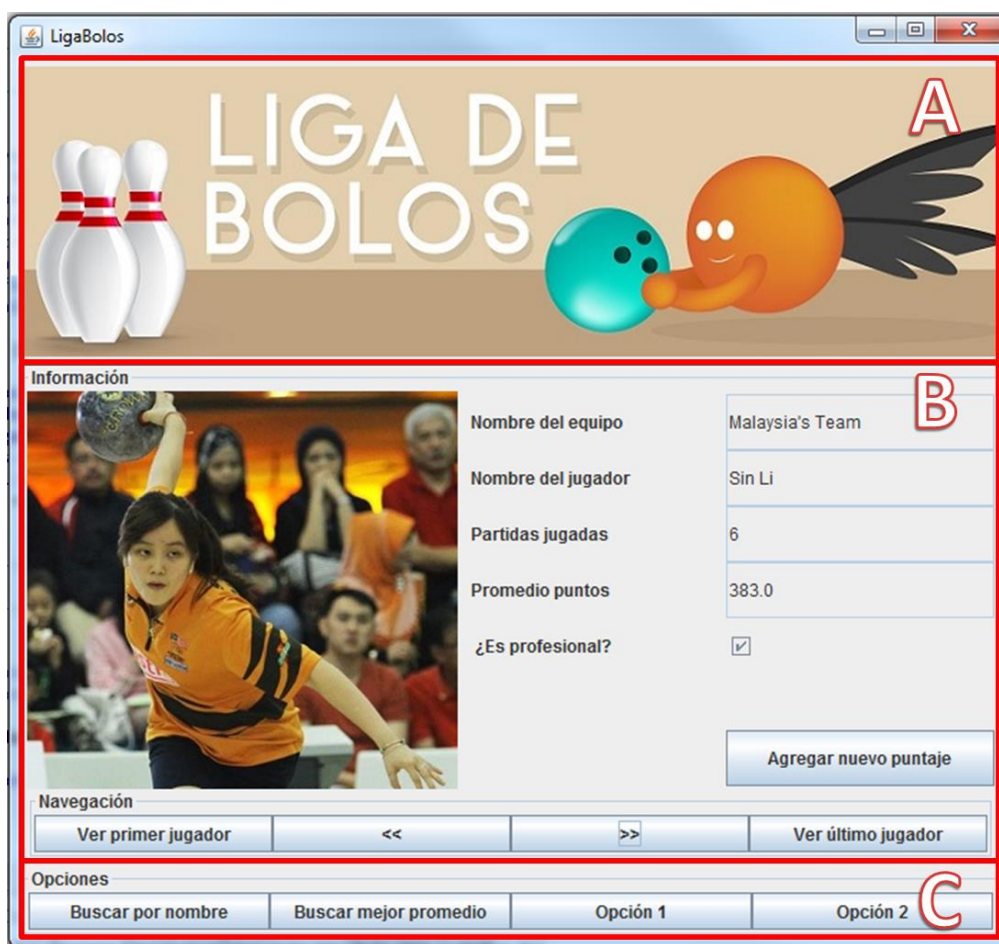 LigaBolos
A
LIGA DE
BOLOS
Información
B
Nombre del equipo
Malaysia's Team
Nombre del jugador
Sin Li
Partidas jugadas
6
Promedio puntos
383.0
¿Es profesional?
Agregar nuevo puntaje
Navegación
Ver primer jugador
<<
>>
Ver último jugador
Opciones
C
Buscar por nombre
Buscar mejor promedio
Opción 1
Opción 2